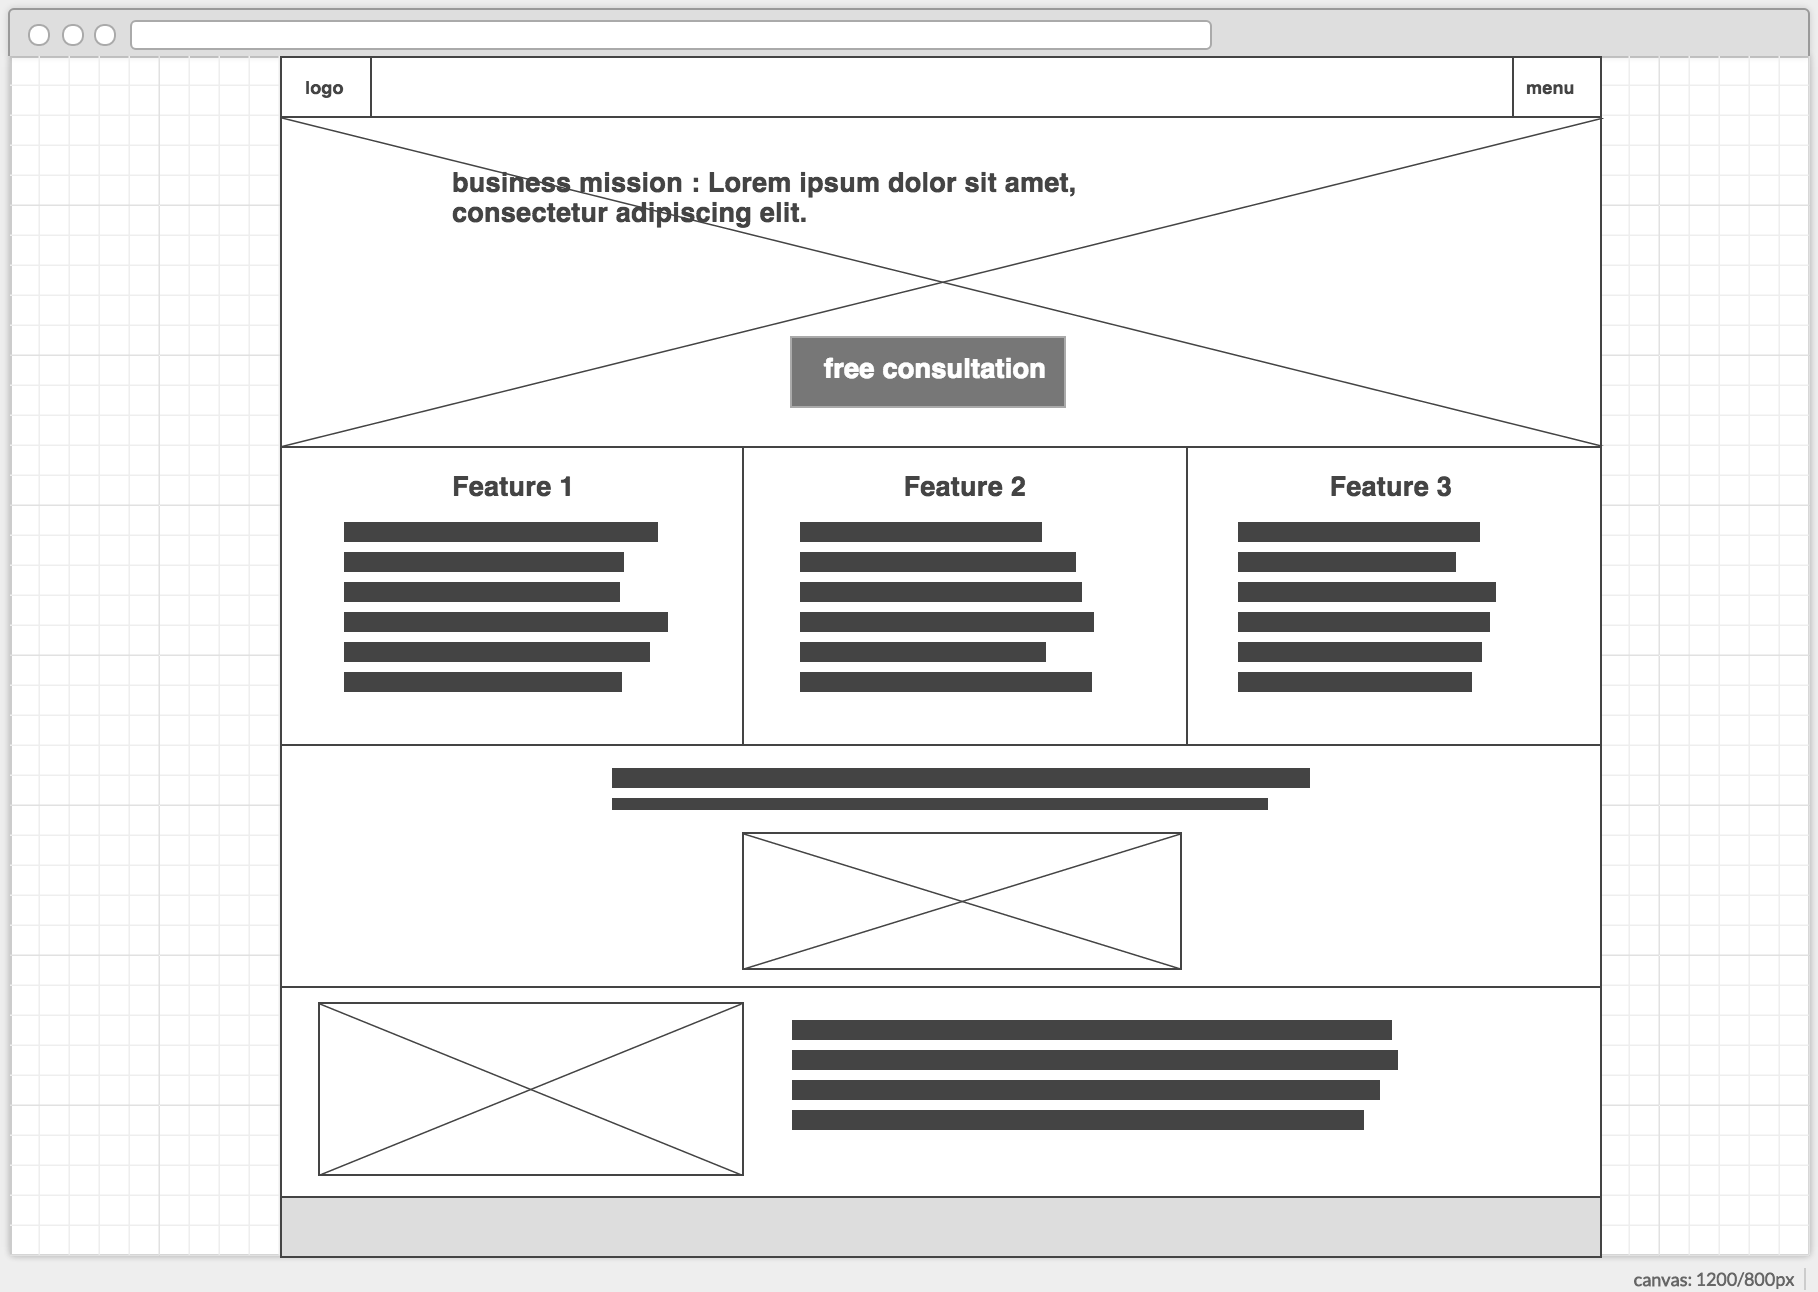 logo
menu
business mission : Lorem ipsum dolor sit amet,
consectetur adipiscing elit.
free consultation
Feature 1
Feature 2
Feature 3
canvas: 1200/800px